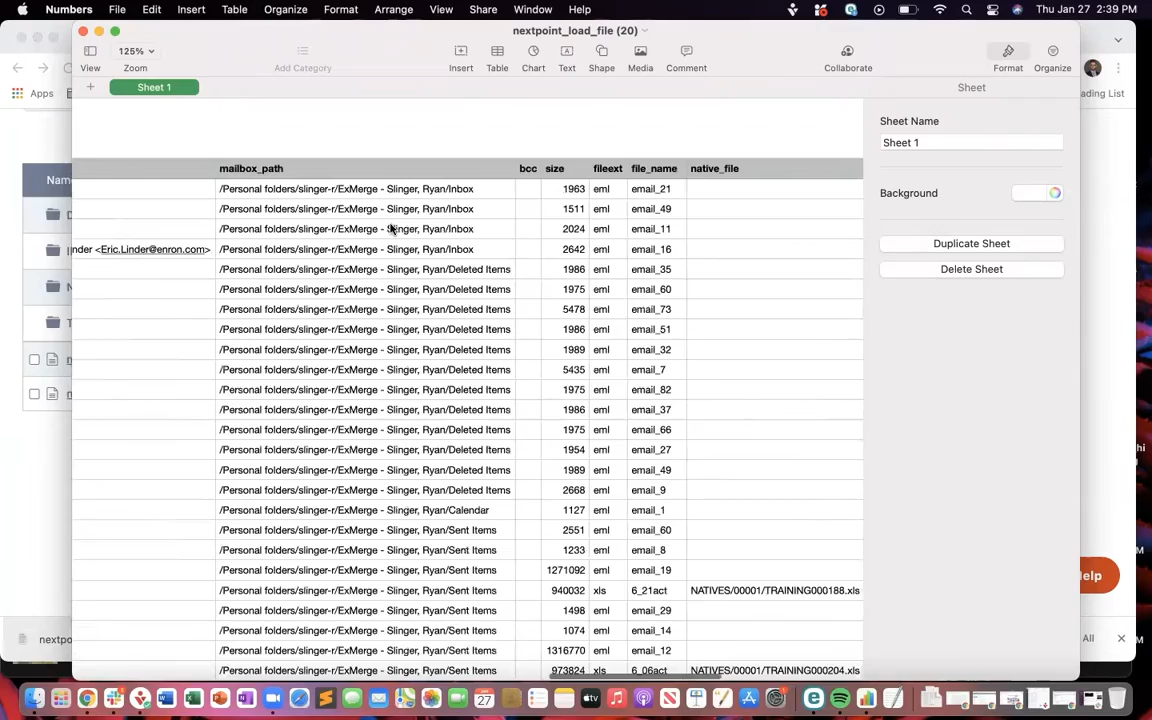 Numbers File Edit Insert Table Organize Format Arrange View Share Window Help Thu Jan 27 2:39 PM
nextpoint_load_file (20)
125%
View Zoom Add Category Insert Table Chart Text Shape Media Comment Collaborate Format Organize
Sheet 1
Sheet
Apps
ading List
Sheet Name
Sheet 1
Background
Duplicate Sheet
Delete Sheet
Nam
mailbox_path bcc size fileext file_name native_file
/Personal folders/slinger-r/ExMerge - Slinger, Ryan/Inbox 1963 eml email_21
/Personal folders/slinger-r/ExMerge - Slinger, Ryan/Inbox 1511 eml email_49
/Personal folders/slinger-r/ExMerge - Slinger, Ryan/Inbox 2024 eml email_11
nder <Eric.Linder@enron.com> /Personal folders/slinger-r/ExMerge - Slinger, Ryan/Inbox 2642 eml email_16
/Personal folders/slinger-r/ExMerge - Slinger, Ryan/Deleted Items 1986 eml email_35
/Personal folders/slinger-r/ExMerge - Slinger, Ryan/Deleted Items 1975 eml email_60
/Personal folders/slinger-r/ExMerge - Slinger, Ryan/Deleted Items 5478 eml email_73
/Personal folders/slinger-r/ExMerge - Slinger, Ryan/Deleted Items 1986 eml email_51
/Personal folders/slinger-r/ExMerge - Slinger, Ryan/Deleted Items 1989 eml email_32
/Personal folders/slinger-r/ExMerge - Slinger, Ryan/Deleted Items 5435 eml email_7
/Personal folders/slinger-r/ExMerge - Slinger, Ryan/Deleted Items 1975 eml email_82
/Personal folders/slinger-r/ExMerge - Slinger, Ryan/Deleted Items 1986 eml email_37
/Personal folders/slinger-r/ExMerge - Slinger, Ryan/Deleted Items 1975 eml email_66
/Personal folders/slinger-r/ExMerge - Slinger, Ryan/Deleted Items 1954 eml email_27
/Personal folders/slinger-r/ExMerge - Slinger, Ryan/Deleted Items 1989 eml email_49
/Personal folders/slinger-r/ExMerge - Slinger, Ryan/Deleted Items 2668 eml email_9
/Personal folders/slinger-r/ExMerge - Slinger, Ryan/Calendar 1127 eml email_1
/Personal folders/slinger-r/ExMerge - Slinger, Ryan/Sent Items 2551 eml email_60
/Personal folders/slinger-r/ExMerge - Slinger, Ryan/Sent Items 1233 eml email_8
/Personal folders/slinger-r/ExMerge - Slinger, Ryan/Sent Items 1271092 eml email_19
/Personal folders/slinger-r/ExMerge - Slinger, Ryan/Sent Items 940032 xls 6_21act NATIVES/00001/TRAINING000188.xls
/Personal folders/slinger-r/ExMerge - Slinger, Ryan/Sent Items 1498 eml email_29
/Personal folders/slinger-r/ExMerge - Slinger, Ryan/Sent Items 1074 eml email_14
/Personal folders/slinger-r/ExMerge - Slinger, Ryan/Sent Items 1316770 eml email_12
/Personal folders/slinger-r/ExMerge - Slinger, Ryan/Sent Items 973824 xls 6_06act NATIVES/00001/TRAINING000204.xls
elp
nextpo
All
27